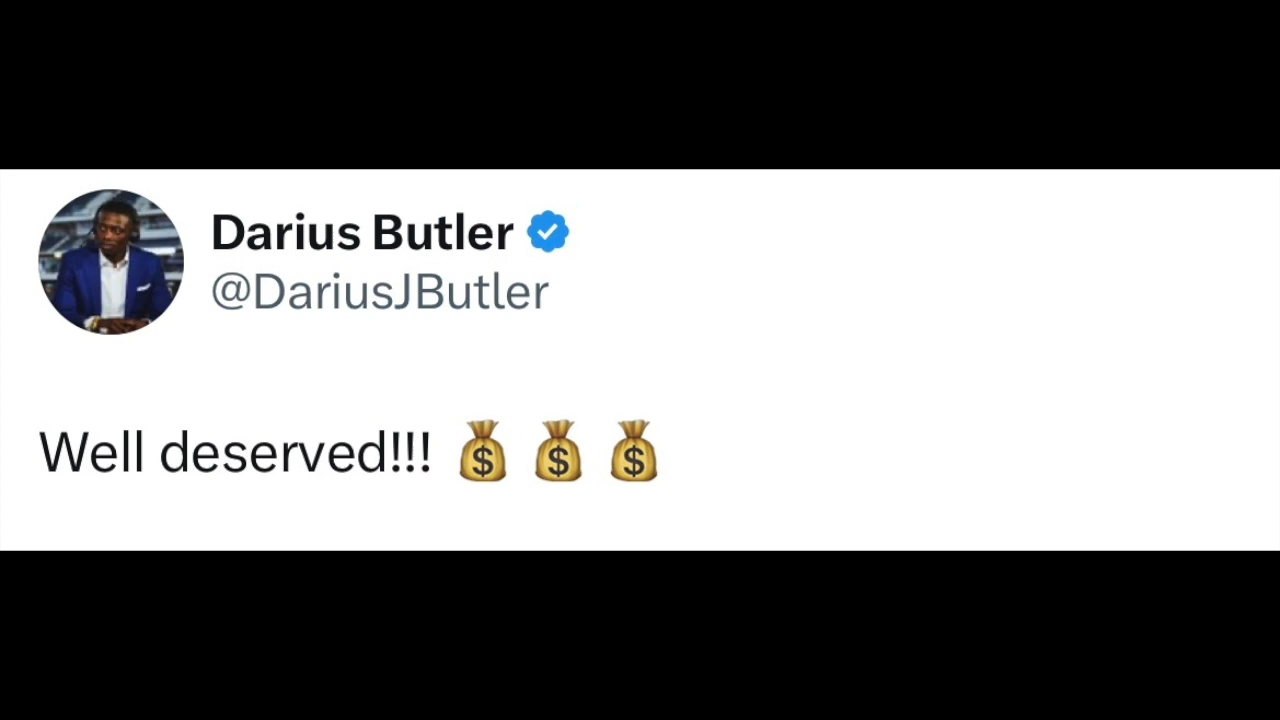 Darius Butler
@DariusJButler
Well deserved!!! 💰 💰 💰